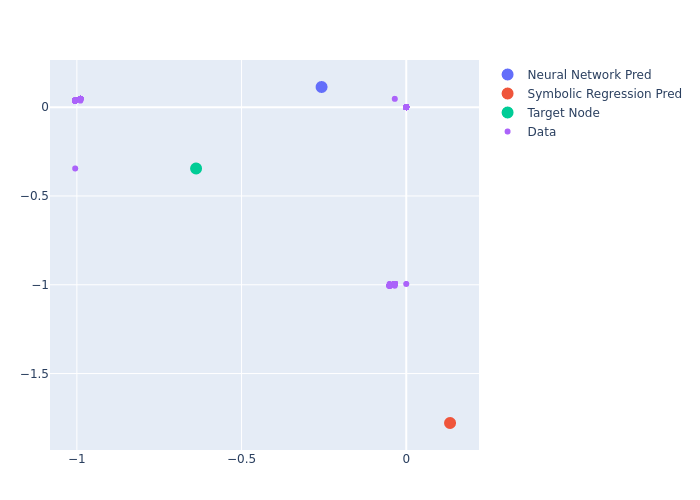 Neural Network Pred
Symbolic Regression Pred
Target Node
Data
0
−0.5
−1
−1.5
−1
−0.5
0